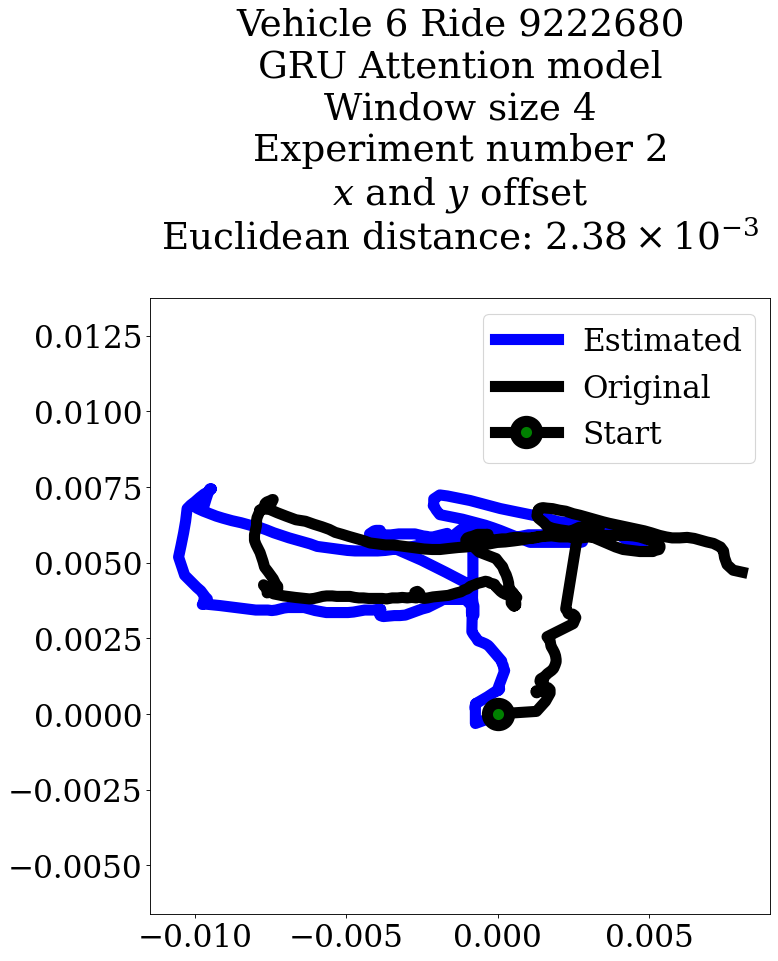 Vehicle 6 Ride 9222680
GRU Attention model
Window size 4
Experiment number 2
x and y offset
Euclidean distance: 2.38 × 10⁻³
Estimated
Original
Start
0.0125
0.0100
0.0075
0.0050
0.0025
0.0000
−0.0025
−0.0050
−0.010 −0.005 0.000 0.005